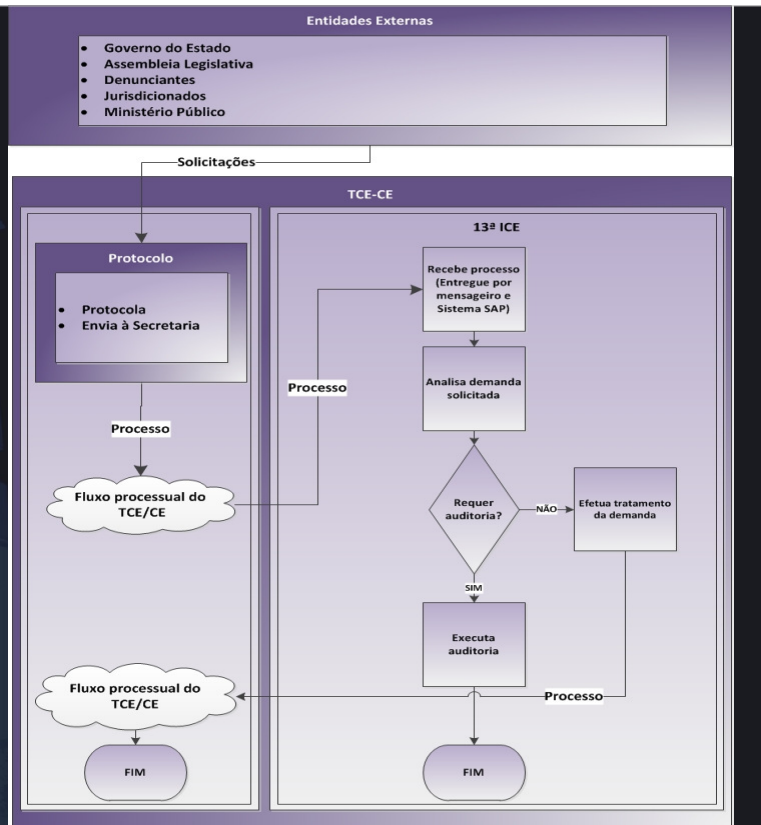 Entidades Externas
• Governo do Estado
• Assembleia Legislativa
• Denunciantes
• Jurisdicionados
• Ministério Público
Solicitações
TCE-CE
Protocolo
• Protocola
• Envia à Secretaria
Processo
Fluxo processual do
TCE/CE
Processo
13ª ICE
Recebe processo
(Entregue por
mensageiro e
Sistema SAP)
Analisa demanda
solicitada
Requer
auditoria?
NÃO
Efetua tratamento
da demanda
SIM
Executa
auditoria
Processo
Fluxo processual do
TCE/CE
FIM
FIM